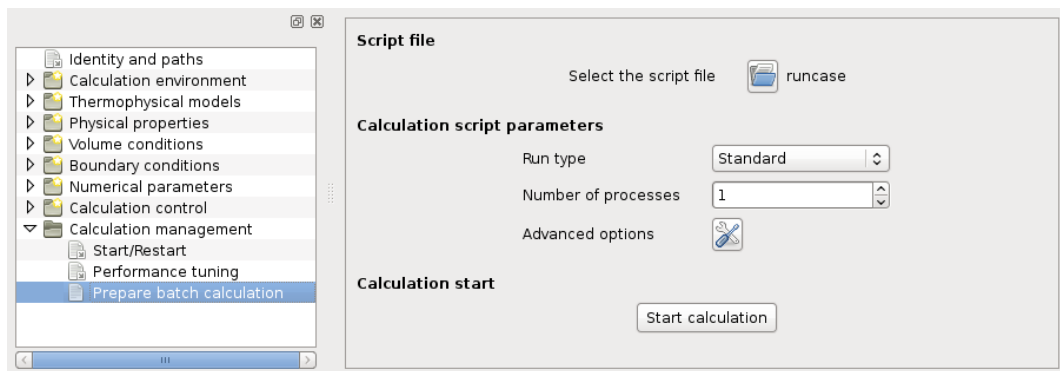 Identity and paths
Calculation environment
Thermophysical models
Physical properties
Volume conditions
Boundary conditions
Numerical parameters
Calculation control
Calculation management
Start/Restart
Performance tuning
Prepare batch calculation
Script file
Select the script file runcase
Calculation script parameters
Run type Standard
Number of processes 1
Advanced options
Calculation start
Start calculation